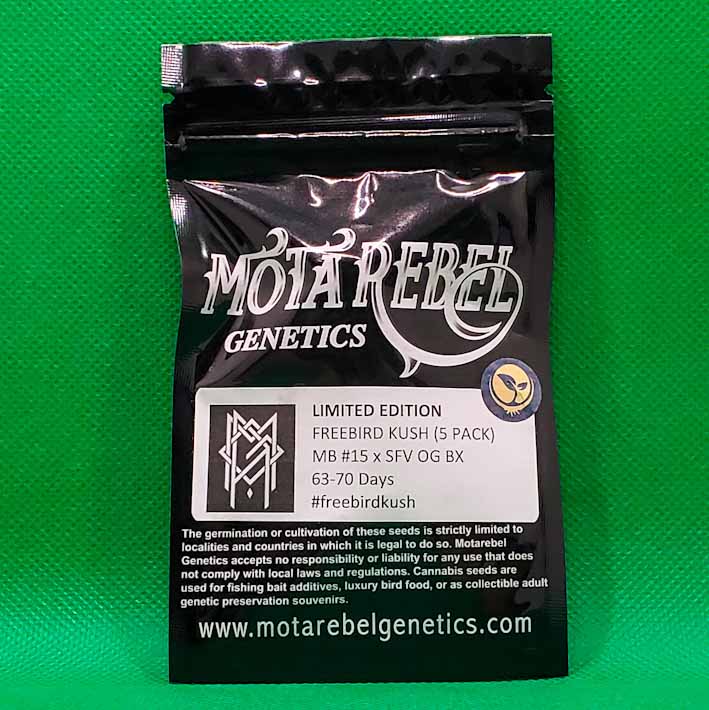 MOTA REBEL
GENETICS
LIMITED EDITION
FREEBIRD KUSH (5 PACK)
MB #15 x SFV OG BX
63-70 Days
#freebirdkush
The germination or cultivation of these seeds is strictly limited to
localities and countries in which it is legal to do so. Motarebel
Genetics accepts no responsibility or liability for any use that does
not comply with local laws and regulations. Cannabis seeds are
used for fishing bait additives, luxury bird food, or as collectible adult
genetic preservation souvenirs.
www.motarebelgenetics.com